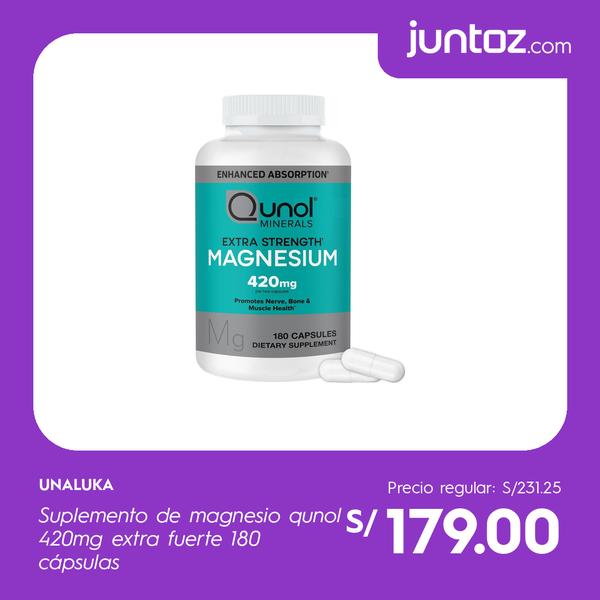 juntoz.com
ENHANCED ABSORPTION*
Qunol®
MINERALS
EXTRA STRENGTH†
MAGNESIUM
420mg
Promotes Nerve, Bone &
Muscle Health*
Mg
180 CAPSULES
DIETARY SUPPLEMENT
UNALUKA
Precio regular: S/231.25
Suplemento de magnesio qunol
420mg extra fuerte 180
cápsulas
S/179.00